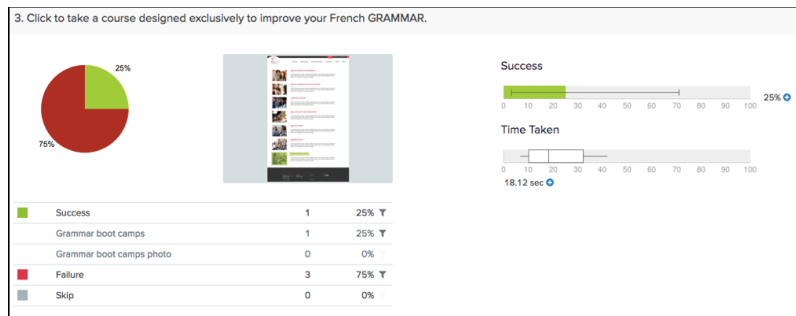 3. Click to take a course designed exclusively to improve your French GRAMMAR.
25%
75%
Success
0 10 20 30 40 50 60 70 80 90 100
25%
Time Taken
0 10 20 30 40 50 60 70 80 90 100
18.12 sec
Success 1 25%
Grammar boot camps 1 25%
Grammar boot camps photo 0 0%
Failure 3 75%
Skip 0 0%